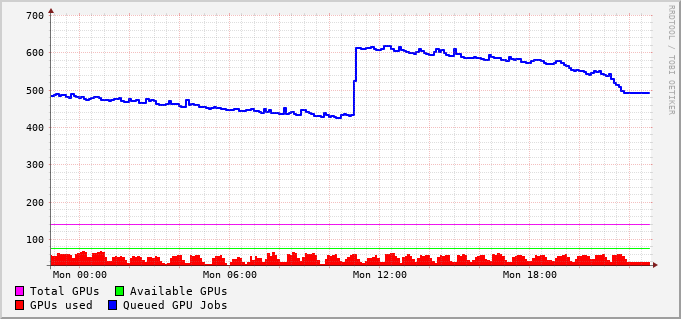 700
600
500
400
300
200
100
Mon 00:00 Mon 06:00 Mon 12:00 Mon 18:00
Total GPUs Available GPUs
GPUs used Queued GPU Jobs
RRDTOOL / TOBI OETIKER